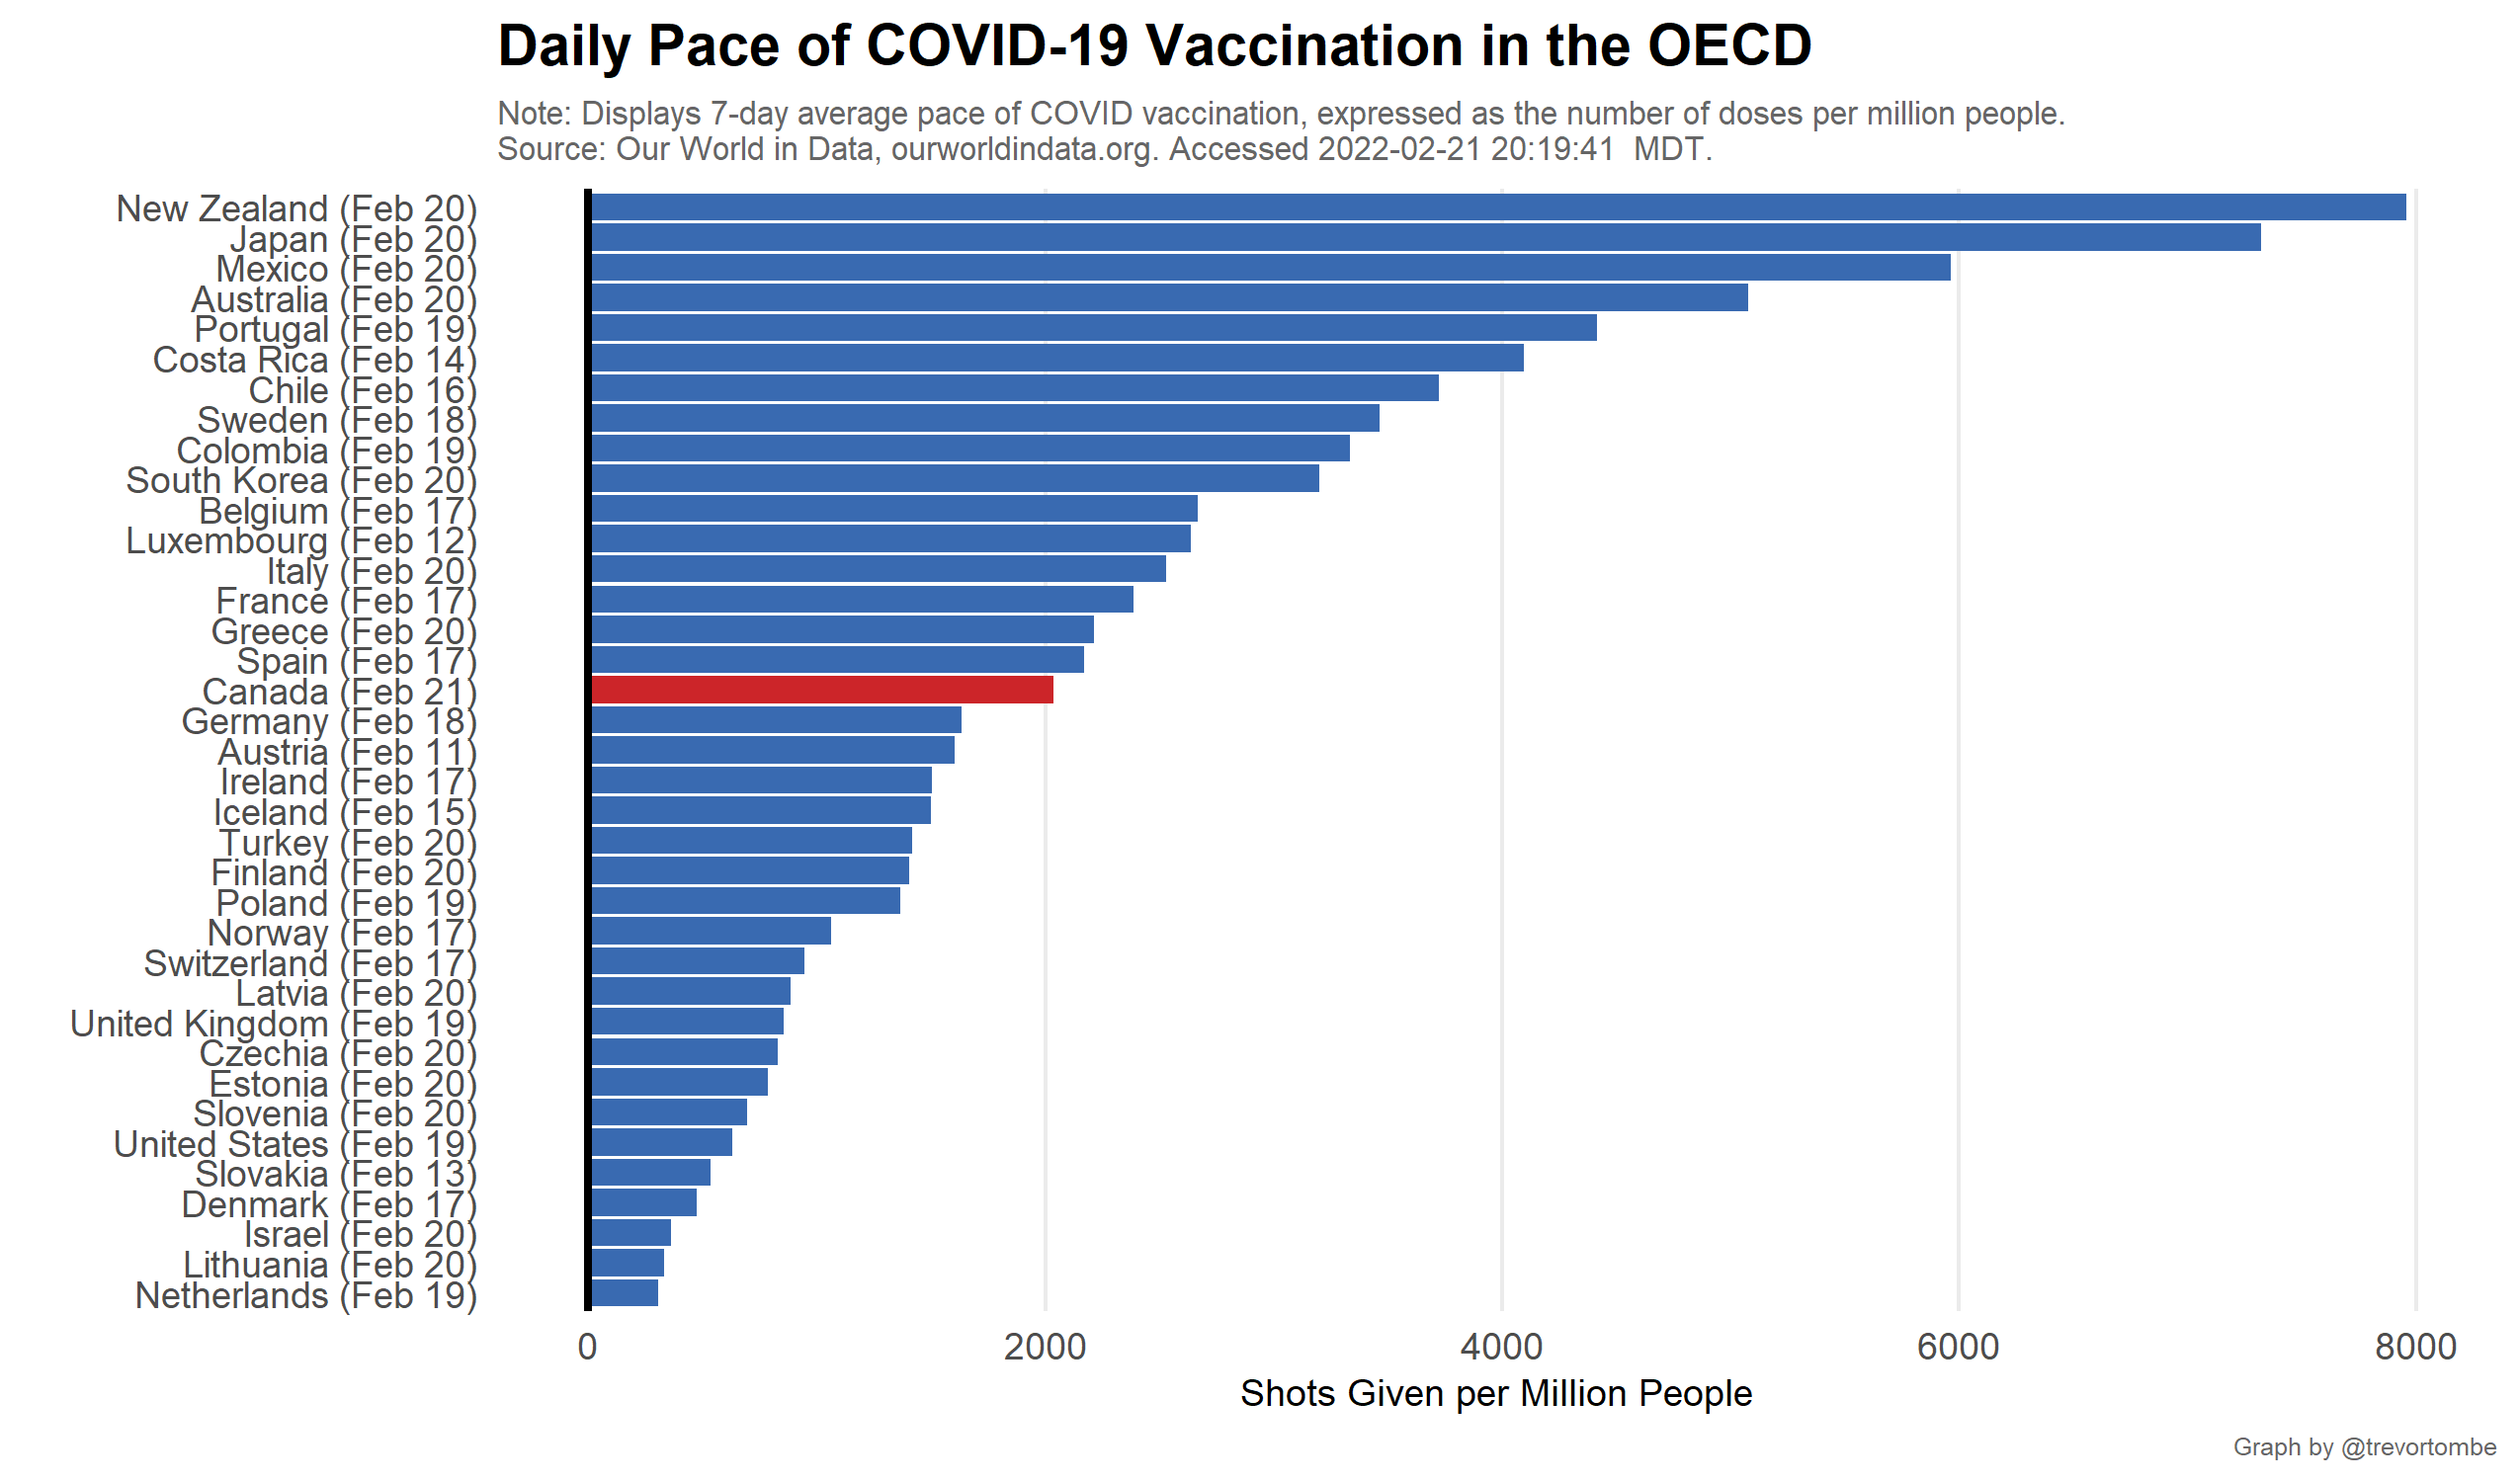 Daily Pace of COVID-19 Vaccination in the OECD
Note: Displays 7-day average pace of COVID vaccination, expressed as the number of doses per million people.
Source: Our World in Data, ourworldindata.org. Accessed 2022-02-21 20:19:41  MDT.
New Zealand (Feb 20)
Japan (Feb 20)
Mexico (Feb 20)
Australia (Feb 20)
Portugal (Feb 19)
Costa Rica (Feb 14)
Chile (Feb 16)
Sweden (Feb 18)
Colombia (Feb 19)
South Korea (Feb 20)
Belgium (Feb 17)
Luxembourg (Feb 12)
Italy (Feb 20)
France (Feb 17)
Greece (Feb 20)
Spain (Feb 17)
Canada (Feb 21)
Germany (Feb 18)
Austria (Feb 11)
Ireland (Feb 17)
Iceland (Feb 15)
Turkey (Feb 20)
Finland (Feb 20)
Poland (Feb 19)
Norway (Feb 17)
Switzerland (Feb 17)
Latvia (Feb 20)
United Kingdom (Feb 19)
Czechia (Feb 20)
Estonia (Feb 20)
Slovenia (Feb 20)
United States (Feb 19)
Slovakia (Feb 13)
Denmark (Feb 17)
Israel (Feb 20)
Lithuania (Feb 20)
Netherlands (Feb 19)
0 2000 4000 6000 8000
Shots Given per Million People
Graph by @trevortombe